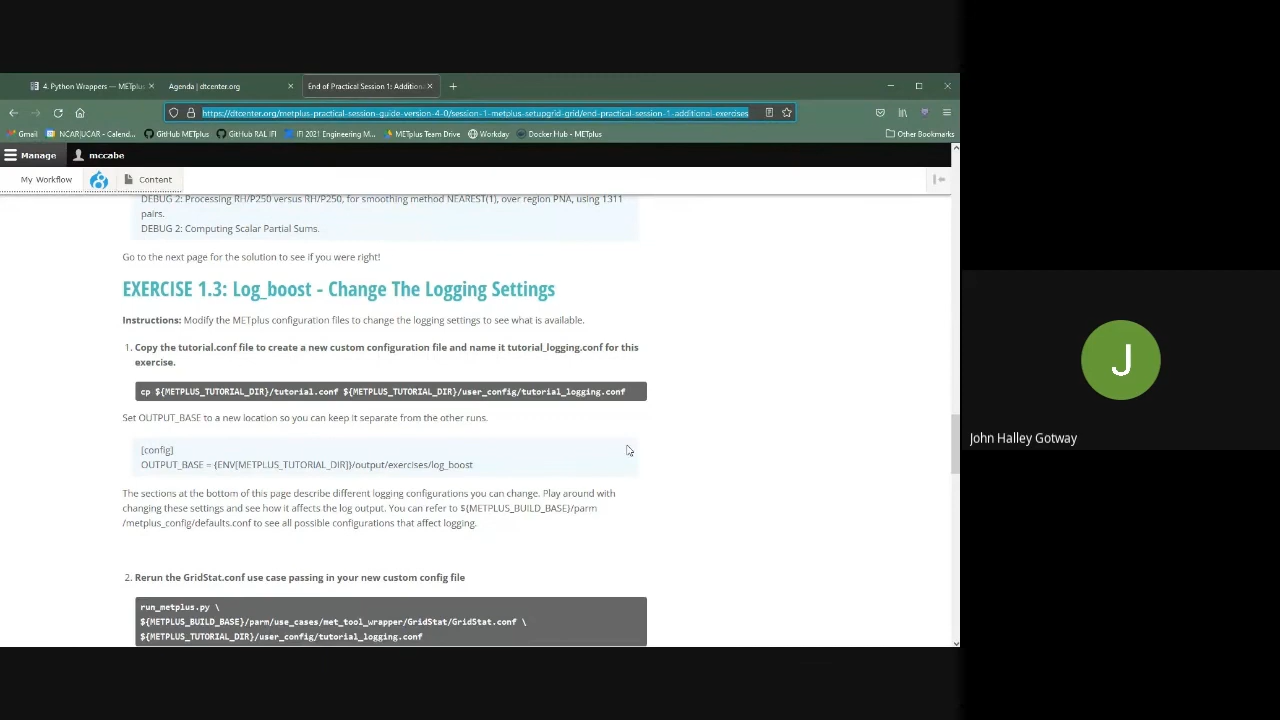 4. Python Wrappers — METpl
Agenda | dtcenter.org
End of Practical Session 1: Addition
https://dtcenter.org/metplus-practical-session-guide-version-4-0/session-1-metplus-setupgrid-grid/end-practical-session-1-additional-exercises
Gmail
NCAR|UCAR - Calend...
GitHub METplus
GitHub RAL IFI
IFI 2021 Engineering M...
METplus Team Drive
Workday
Docker Hub - METplus
Other Bookmarks
Manage
mccabe
My Workflow
Content
DEBUG 2: Processing RH/P250 versus RH/P250, for smoothing method NEAREST(1), over region PNA, using 1311
pairs.
DEBUG 2: Computing Scalar Partial Sums.
Go to the next page for the solution to see if you were right!
EXERCISE 1.3: Log_boost - Change The Logging Settings
Instructions: Modify the METplus configuration files to change the logging settings to see what is available.
1. Copy the tutorial.conf file to create a new custom configuration file and name it tutorial_logging.conf for this
exercise.
cp ${METPLUS_TUTORIAL_DIR}/tutorial.conf ${METPLUS_TUTORIAL_DIR}/user_config/tutorial_logging.conf
Set OUTPUT_BASE to a new location so you can keep it separate from the other runs.
[config]
OUTPUT_BASE = {ENV[METPLUS_TUTORIAL_DIR]}/output/exercises/log_boost
The sections at the bottom of this page describe different logging configurations you can change. Play around with
changing these settings and see how it affects the log output. You can refer to ${METPLUS_BUILD_BASE}/parm
/metplus_config/defaults.conf to see all possible configurations that affect logging.
2. Rerun the GridStat.conf use case passing in your new custom config file
run_metplus.py \
${METPLUS_BUILD_BASE}/parm/use_cases/met_tool_wrapper/GridStat/GridStat.conf \
${METPLUS_TUTORIAL_DIR}/user_config/tutorial_logging.conf
J
John Halley Gotway